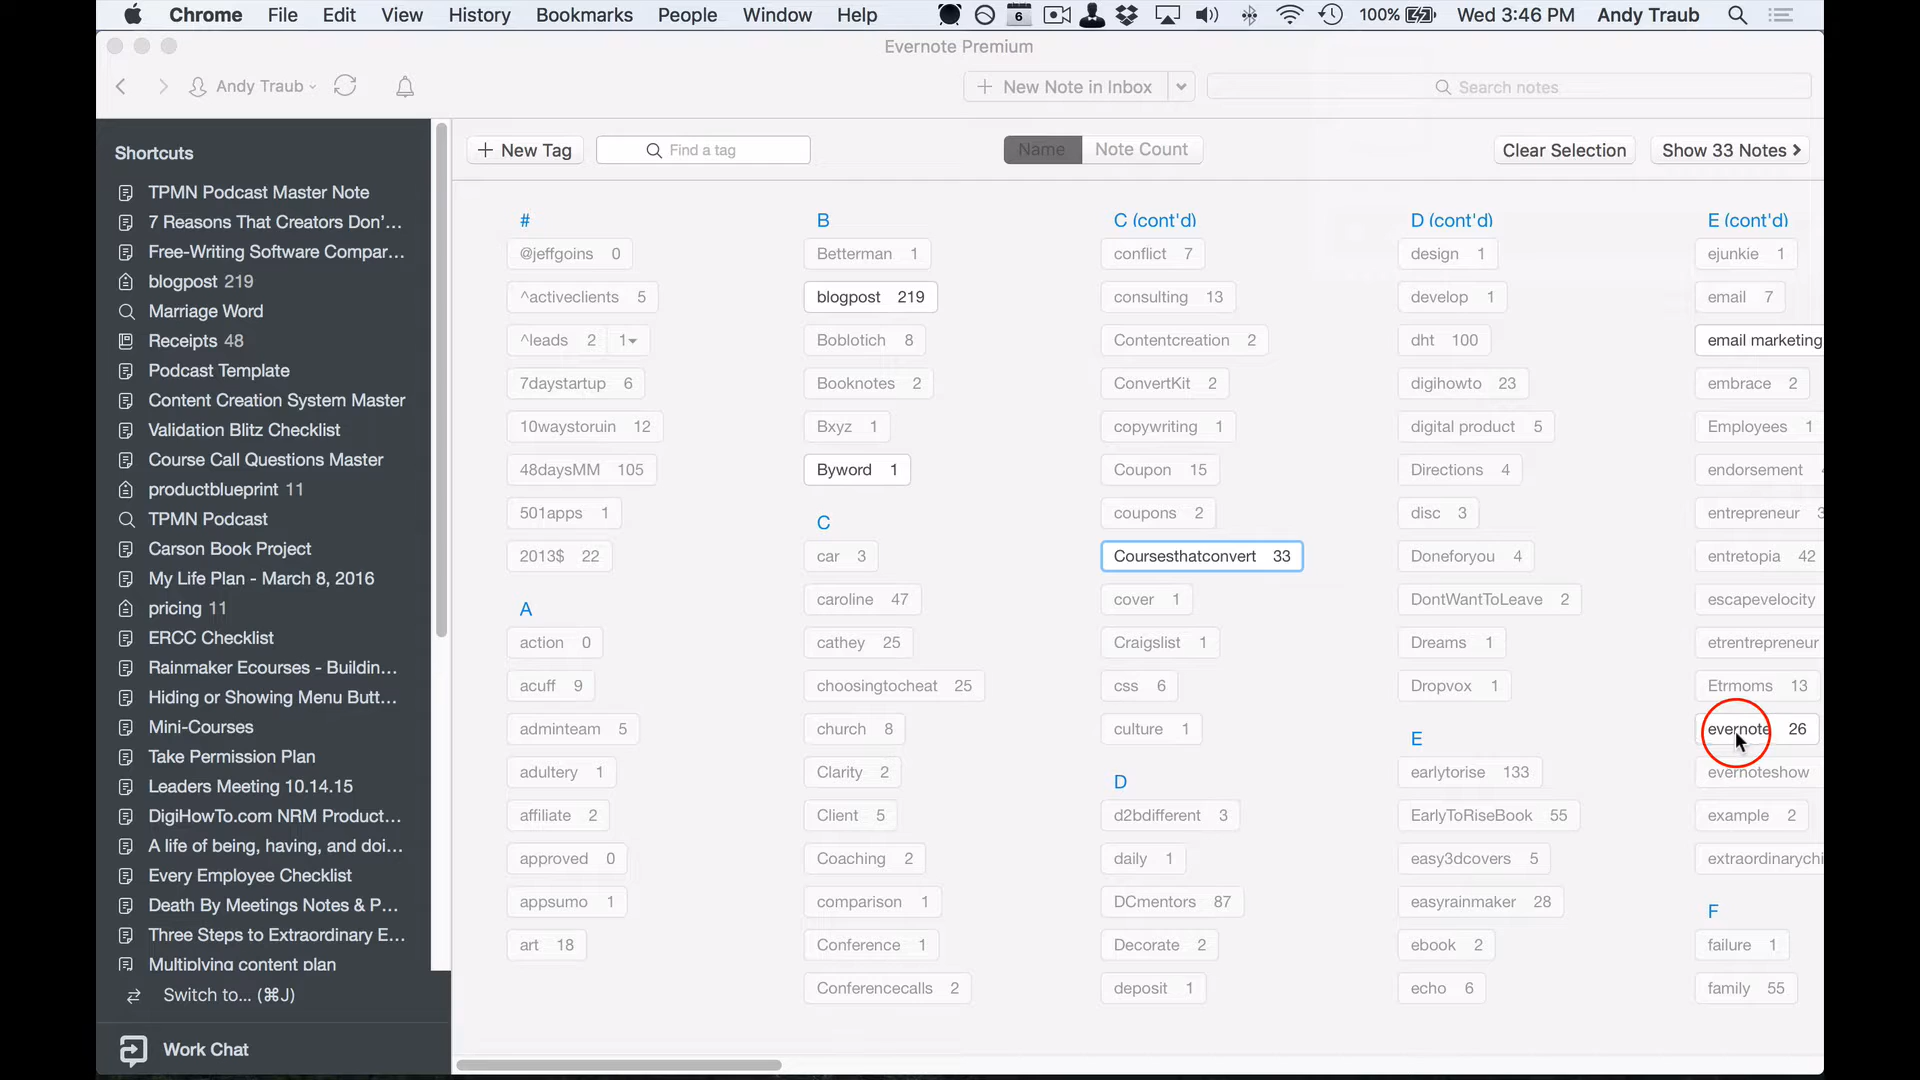 Chrome File Edit View History Bookmarks People Window Help 6 100% Wed 3:46 PM Andy Traub
Evernote Premium
Andy Traub
New Note in Inbox
Search notes
Shortcuts
TPMN Podcast Master Note
7 Reasons That Creators Don’…
Free-Writing Software Compar…
blogpost 219
Marriage Word
Receipts 48
Podcast Template
Content Creation System Master
Validation Blitz Checklist
Course Call Questions Master
productblueprint 11
TPMN Podcast
Carson Book Project
My Life Plan - March 8, 2016
pricing 11
ERCC Checklist
Rainmaker Ecourses - Buildin…
Hiding or Showing Menu Butt…
Mini-Courses
Take Permission Plan
Leaders Meeting 10.14.15
DigiHowTo.com NRM Product…
A life of being, having, and doi…
Every Employee Checklist
Death By Meetings Notes & P…
Three Steps to Extraordinary E…
Multiplying content plan
Switch to... (⌘J)
Work Chat
+ New Tag
Find a tag
Name
Note Count
Clear Selection
Show 33 Notes >
#
@jeffgoins 0
^activeclients 5
^leads 2 1
7daystartup 6
10waystoruin 12
48daysMM 105
501apps 1
2013$ 22
A
action 0
acuff 9
adminteam 5
adultery 1
affiliate 2
approved 0
appsumo 1
art 18
B
Betterman 1
blogpost 219
Boblotich 8
Booknotes 2
Bxyz 1
Byword 1
C
car 3
caroline 47
cathey 25
choosingtocheat 25
church 8
Clarity 2
Client 5
Coaching 2
comparison 1
Conference 1
Conferencecalls 2
C (cont'd)
conflict 7
consulting 13
Contentcreation 2
ConvertKit 2
copywriting 1
Coupon 15
coupons 2
Coursesthatconvert 33
cover 1
Craigslist 1
css 6
culture 1
D
d2bdifferent 3
daily 1
DCmentors 87
Decorate 2
deposit 1
D (cont'd)
design 1
develop 1
dht 100
digihowto 23
digital product 5
Directions 4
disc 3
Doneforyou 4
DontWantToLeave 2
Dreams 1
Dropvox 1
E
earlytorise 133
EarlyToRiseBook 55
easy3dcovers 5
easyrainmaker 28
ebook 2
echo 6
E (cont'd)
ejunkie 1
email 7
email marketing
embrace 2
Employees 1
endorsement
entrepreneur
entretopia 42
escapevelocity
etrentrepreneur
Etrmoms 13
evernote 26
evernoteshow
example 2
extraordinarychi
F
failure 1
family 55